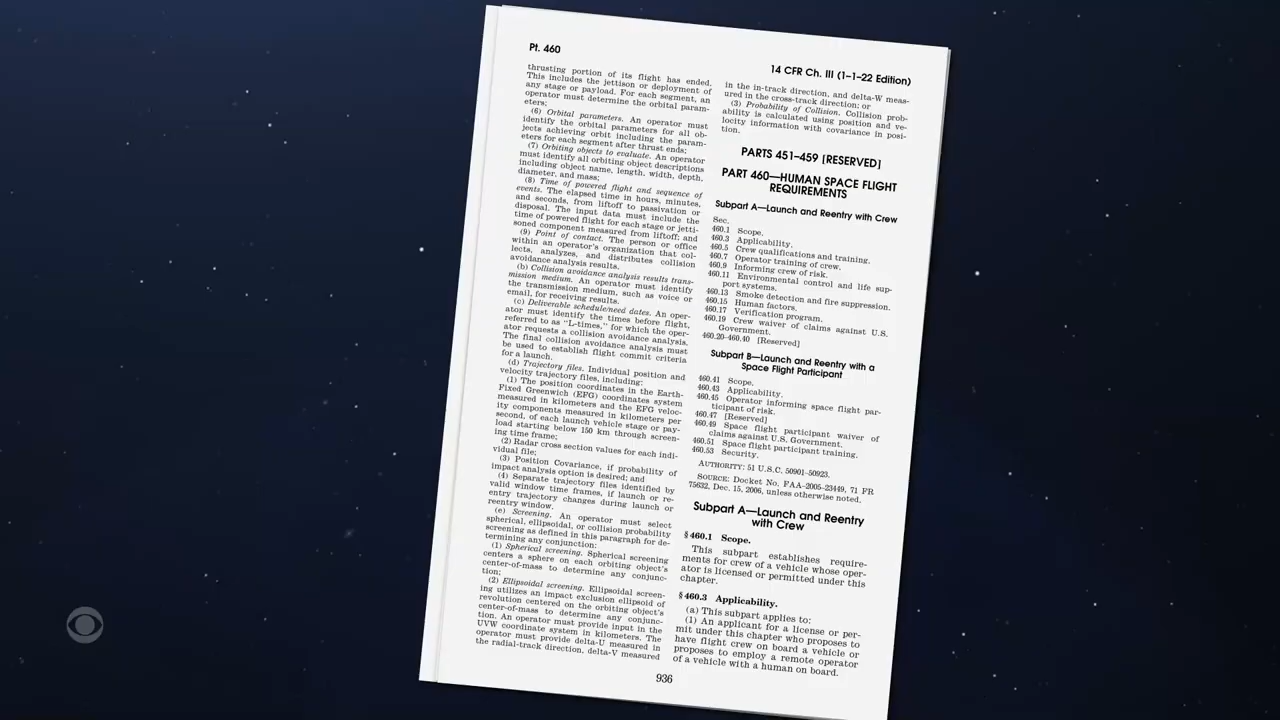 Pt. 460
14 CFR Ch. III (1–1–22 Edition)
thrusting portion of its flight has ended.
This includes the jettison or deployment of
any stage or payload. For each segment, an
operator must determine the orbital param-
eters;
(6) Orbital parameters. An operator must
identify the orbital parameters for all ob-
jects achieving orbit including the param-
eters for each segment after thrust ends;
(7) Orbiting objects to evaluate. An operator
must identify all orbiting object descriptions
including object name, length, width, depth,
diameter, and mass;
(8) Time of powered flight and sequence of
events. The elapsed time in hours, minutes,
and seconds, from liftoff to passivation or
disposal. The input data must include the
time of powered flight for each stage or jetti-
soned component measured from liftoff; and
(9) Point of contact. The person or office
within an operator's organization that col-
lects, analyzes, and distributes collision
avoidance analysis results.
(b) Collision avoidance analysis results trans-
mission medium. An operator must identify
the transmission medium, such as voice or
email, for receiving results.
(c) Deliverable schedule/need dates. An oper-
ator must identify the times before flight,
referred to as “L-times,” for which the oper-
ator requests a collision avoidance analysis.
The final collision avoidance analysis must
be used to establish flight commit criteria
for a launch.
(d) Trajectory files. Individual position and
velocity trajectory files, including:
(1) The position coordinates in the Earth-
Fixed Greenwich (EFG) coordinates system
measured in kilometers and the EFG veloc-
ity components measured in kilometers per
second, of each launch vehicle stage or pay-
load starting below 150 km through screen-
ing time frame;
(2) Radar cross section values for each indi-
vidual file;
(3) Position Covariance, if probability of
impact analysis option is desired; and
(4) Separate trajectory files identified by
valid window time frames, if launch or re-
entry trajectory changes during launch or
reentry window.
(e) Screening. An operator must select
spherical, ellipsoidal, or collision probability
screening as defined in this paragraph for de-
termining any conjunction:
(1) Spherical screening. Spherical screening
centers a sphere on each orbiting object's
center-of-mass to determine any conjunc-
tion;
(2) Ellipsoidal screening. Ellipsoidal screen-
ing utilizes an impact exclusion ellipsoid of
revolution centered on the orbiting object's
center-of-mass to determine any conjunc-
tion. An operator must provide input in the
UVW coordinate system in kilometers. The
operator must provide delta-U measured in
the radial-track direction, delta-V measured
in the in-track direction, and delta-W meas-
ured in the cross-track direction; or
(3) Probability of Collision. Collision prob-
ability is calculated using position and ve-
locity information with covariance in posi-
tion.
PARTS 451–459 [RESERVED]
PART 460—HUMAN SPACE FLIGHT
REQUIREMENTS
Subpart A—Launch and Reentry with Crew
Sec.
460.1 Scope.
460.3 Applicability.
460.5 Crew qualifications and training.
460.7 Operator training of crew.
460.9 Informing crew of risk.
460.11 Environmental control and life sup-
port systems.
460.13 Smoke detection and fire suppression.
460.15 Human factors.
460.17 Verification program.
460.19 Crew waiver of claims against U.S.
Government.
460.20–460.40 [Reserved]
Subpart B—Launch and Reentry with a
Space Flight Participant
460.41 Scope.
460.43 Applicability.
460.45 Operator informing space flight par-
ticipant of risk.
460.47 [Reserved]
460.49 Space flight participant waiver of
claims against U.S. Government.
460.51 Space flight participant training.
460.53 Security.
AUTHORITY: 51 U.S.C. 50901–50923.
SOURCE: Docket No. FAA–2005–23449, 71 FR
75632, Dec. 15, 2006, unless otherwise noted.
Subpart A—Launch and Reentry
with Crew
§ 460.1 Scope.
This subpart establishes require-
ments for crew of a vehicle whose oper-
ator is licensed or permitted under this
chapter.
§ 460.3 Applicability.
(a) This subpart applies to:
(1) An applicant for a license or per-
mit under this chapter who proposes to
have flight crew on board a vehicle or
proposes to employ a remote operator
of a vehicle with a human on board.
936